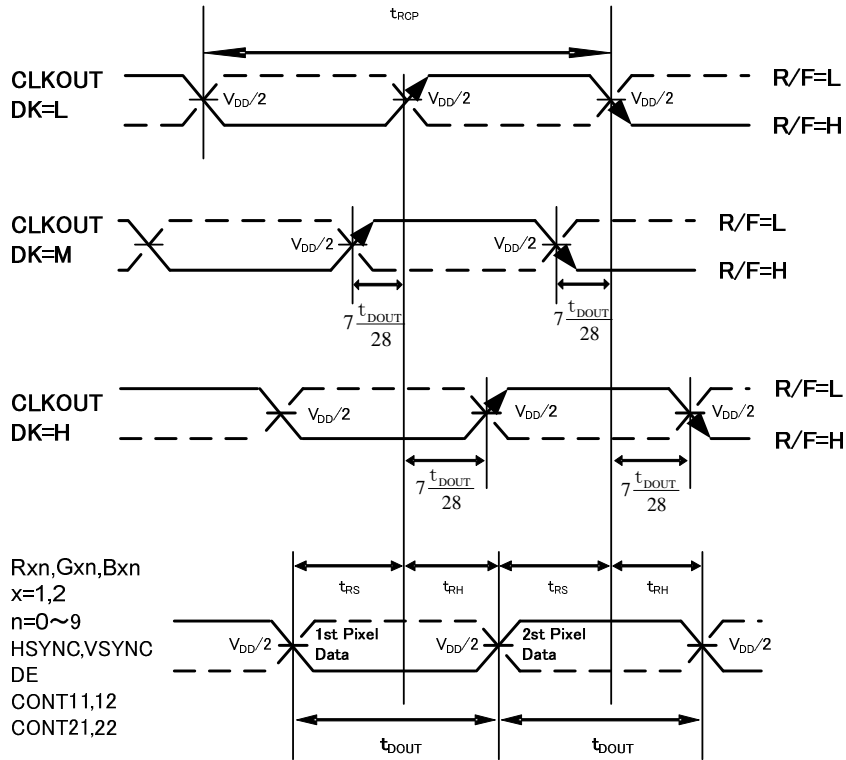 tRCP
CLKOUT
DK=L
VDD/2
VDD/2
VDD/2
R/F=L
R/F=H
CLKOUT
DK=M
VDD/2
VDD/2
R/F=L
R/F=H
7 tDOUT/28
7 tDOUT/28
CLKOUT
DK=H
VDD/2
VDD/2
VDD/2
R/F=L
R/F=H
7 tDOUT/28
7 tDOUT/28
Rxn,Gxn,Bxn
x=1,2
n=0～9
HSYNC,VSYNC
DE
CONT11,12
CONT21,22
tRS
tRH
tRS
tRH
VDD/2
1st Pixel
Data
VDD/2
2st Pixel
Data
VDD/2
tDOUT
tDOUT